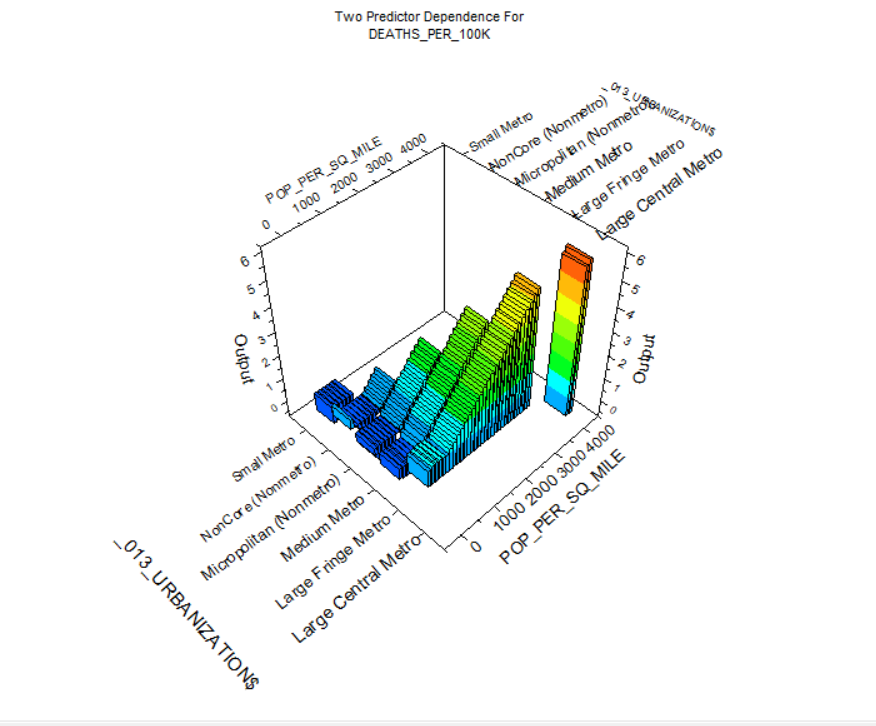 Two Predictor Dependence For
DEATHS_PER_100K
_013_URBANIZATION$
Small Metro
NonCore (Nonmetro)
Micropolitan (Nonmetro)
Medium Metro
Large Fringe Metro
Large Central Metro
POP_PER_SQ_MILE
0 1000 2000 3000 4000
6
5
4
3
2
1
0
Output
6
5
4
3
2
1
0
Output
Small Metro
NonCore (Nonmetro)
Micropolitan (Nonmetro)
Medium Metro
Large Fringe Metro
Large Central Metro
_013_URBANIZATION$
0 1000 2000 3000 4000
POP_PER_SQ_MILE